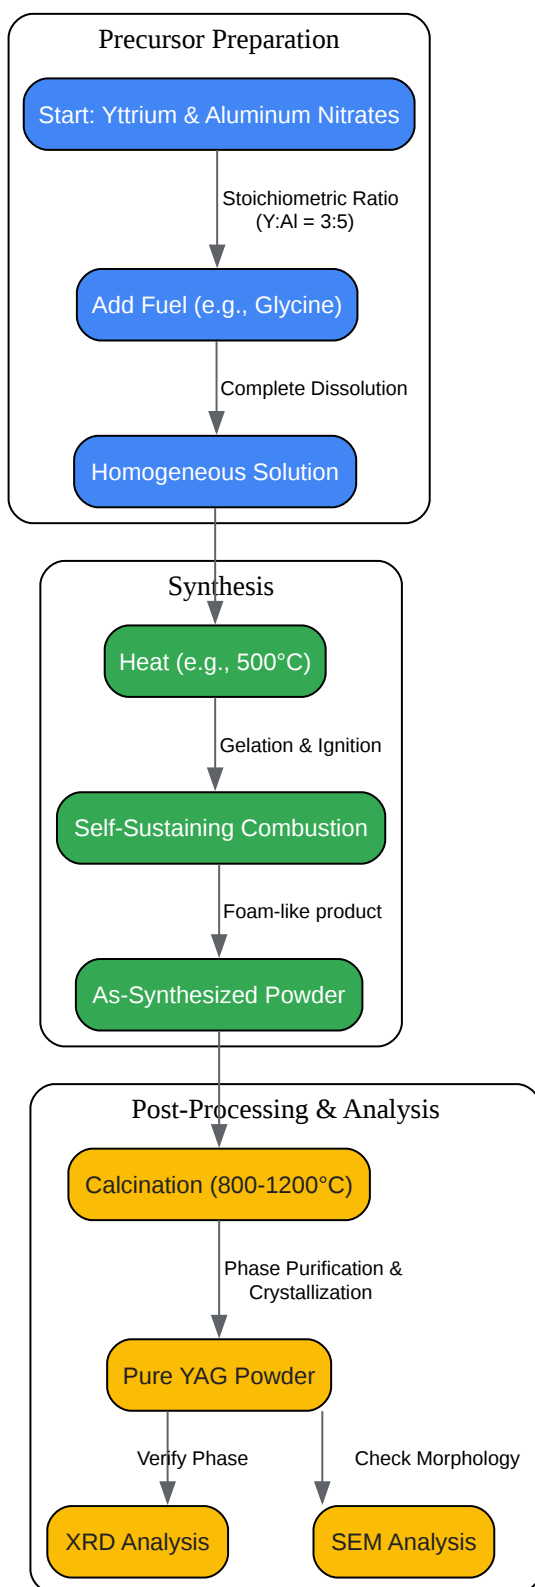 Precursor Preparation
Start: Yttrium & Aluminum Nitrates
Stoichiometric Ratio
(Y:Al = 3:5)
Add Fuel (e.g., Glycine)
Complete Dissolution
Homogeneous Solution
Synthesis
Heat (e.g., 500°C)
Gelation & Ignition
Self-Sustaining Combustion
Foam-like product
As-Synthesized Powder
Post-Processing & Analysis
Calcination (800-1200°C)
Phase Purification &
Crystallization
Pure YAG Powder
Verify Phase
Check Morphology
XRD Analysis
SEM Analysis